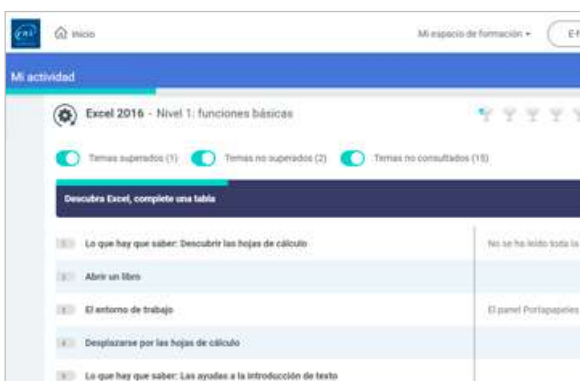 eni
inicio
Mi espacio de formación
E-
Mi actividad
Excel 2016 - Nivel 1: funciones básicas
Temas superados (1) Temas no superados (2) Temas no consultados (15)
Descubra Excel, complete una tabla
1 Lo que hay que saber: Descubrir las hojas de cálculo
No se ha leído toda la
2 Abrir un libro
3 El entorno de trabajo
El panel Portapapeles
4 Desplazarse por las hojas de cálculo
5 Lo que hay que saber: Las ayudas a la introducción de texto